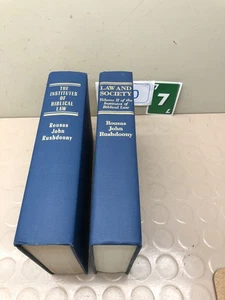 THE
INSTITUTES
OF
BIBLICAL
LAW
Rousas
John
Rushdoony
LAW AND
SOCIETY
Volume II of the
Institutes of
Biblical Law
Rousas
John
Rushdoony
7